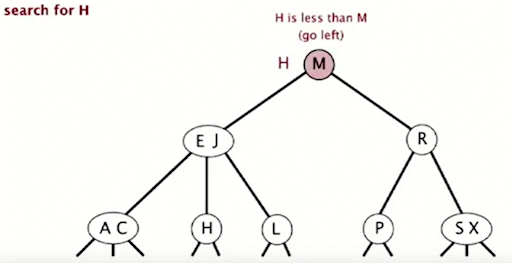 search for H
H is less than M
(go left)
H M
E J R
A C H L P S X